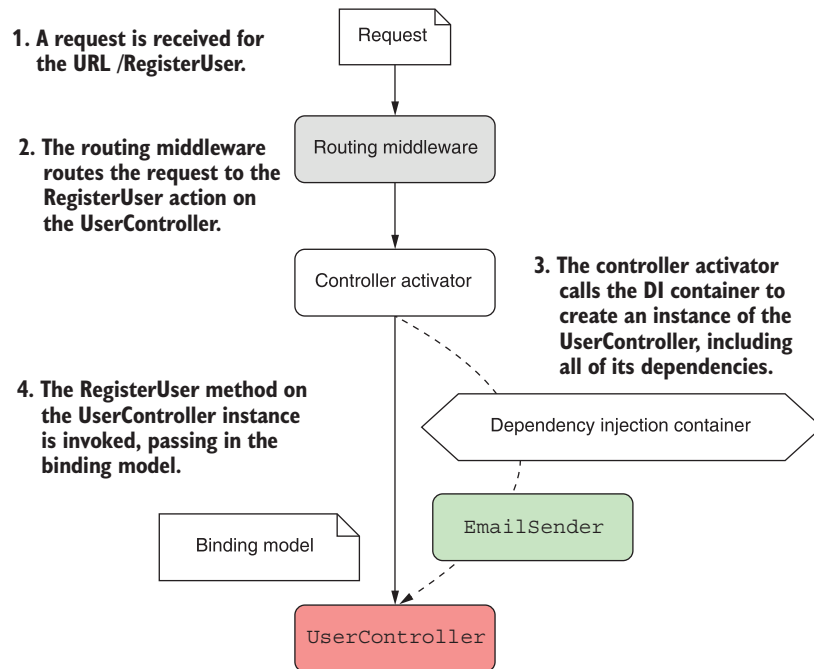 1. A request is received for
the URL /RegisterUser.
Request
2. The routing middleware
routes the request to the
RegisterUser action on
the UserController.
Routing middleware
Controller activator
3. The controller activator
calls the DI container to
create an instance of the
UserController, including
all of its dependencies.
4. The RegisterUser method on
the UserController instance
is invoked, passing in the
binding model.
Dependency injection container
EmailSender
Binding model
UserController